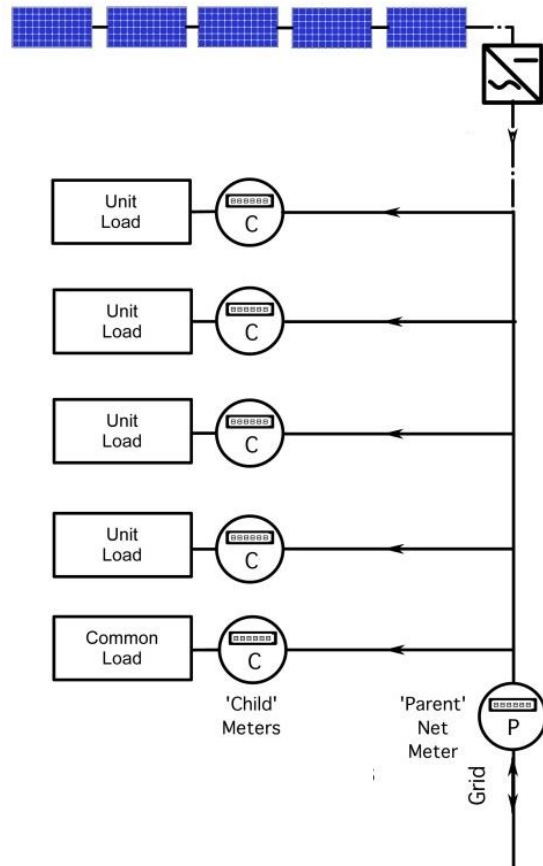 Unit
Load
C
Unit
Load
C
Unit
Load
C
Unit
Load
C
Common
Load
C
'Child'
Meters
'Parent'
Net
Meter
P
Grid